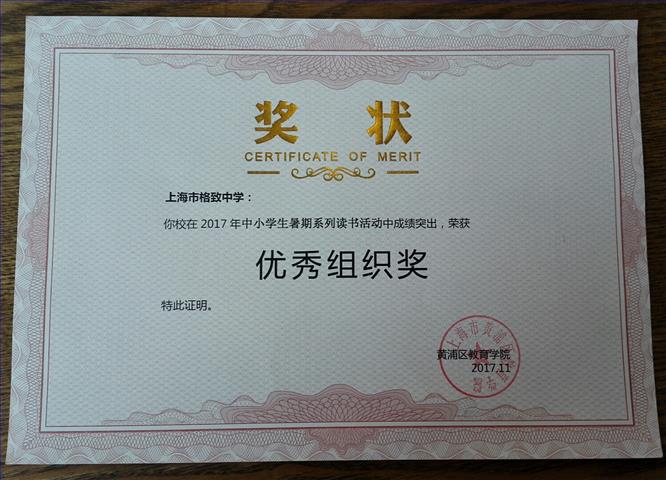 奖 状
CERTIFICATE OF MERIT
上海市格致中学：
你校在 2017 年中小学生暑期系列读书活动中成绩突出，荣获
优秀组织奖
特此证明。
黄浦区教育学院
2017.11